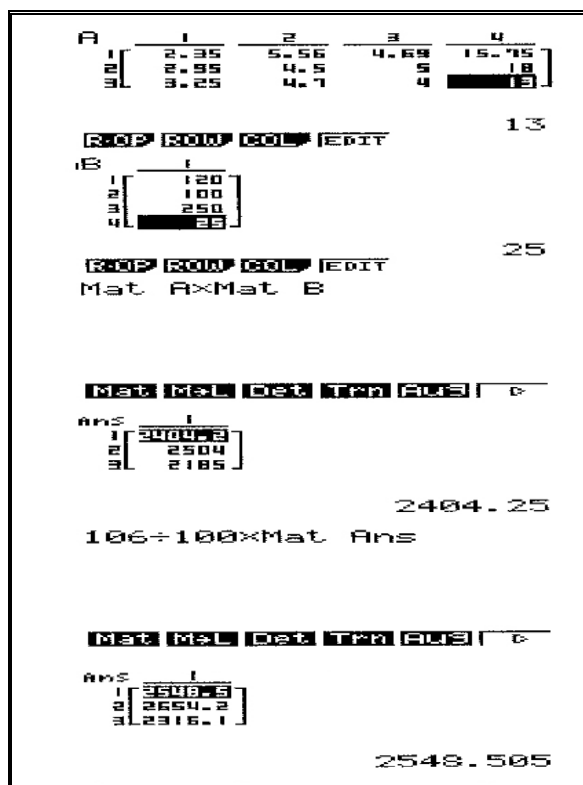 A 1 2 3 4
1 2.35 5.56 4.69 15.75
2 2.95 4.5 5 18
3 3.25 4.7 4 13
13
R·OP ROW COL EDIT
B 1
1 120
2 100
3 250
4 25
25
R·OP ROW COL EDIT
Mat A×Mat B
Mat M→L Det Trn Aug ▷
Ans 1
1 2404.2
2 2504
3 2185
2404.25
106÷100×Mat Ans
Mat M→L Det Trn Aug ▷
Ans 1
1 2548.5
2 2654.2
3 2316.1
2548.505